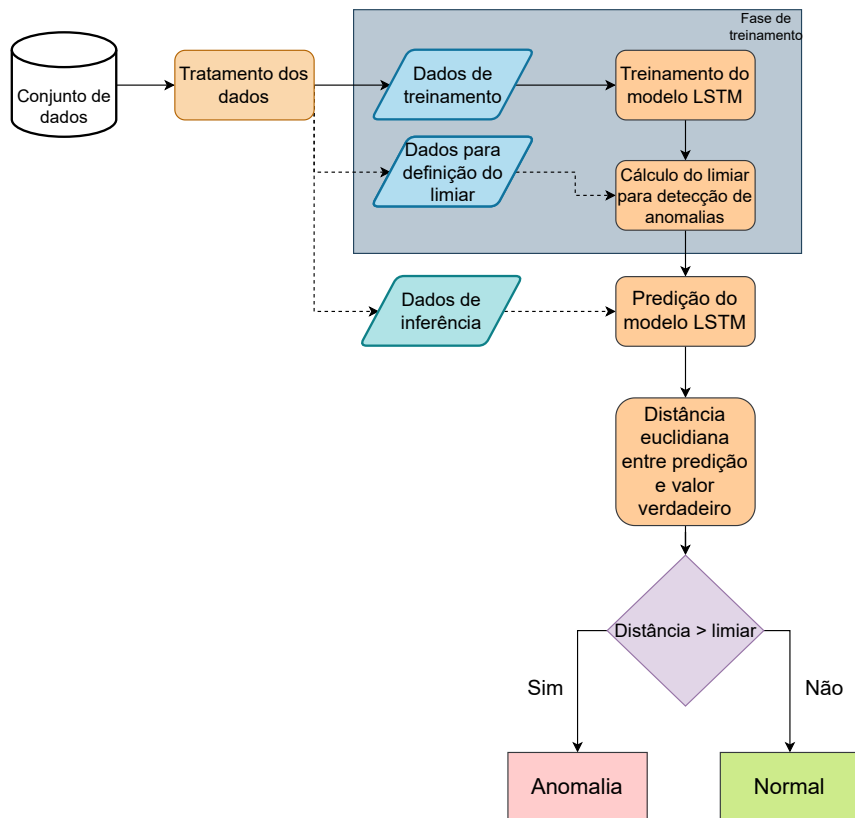 Fase de
treinamento
Conjunto de
dados
Tratamento dos
dados
Dados de
treinamento
Treinamento do
modelo LSTM
Dados para
definição do
limiar
Cálculo do limiar
para detecção de
anomalias
Dados de
inferência
Predição do
modelo LSTM
Distância
euclidiana
entre predição
e valor
verdadeiro
Distância > limiar
Sim
Não
Anomalia
Normal